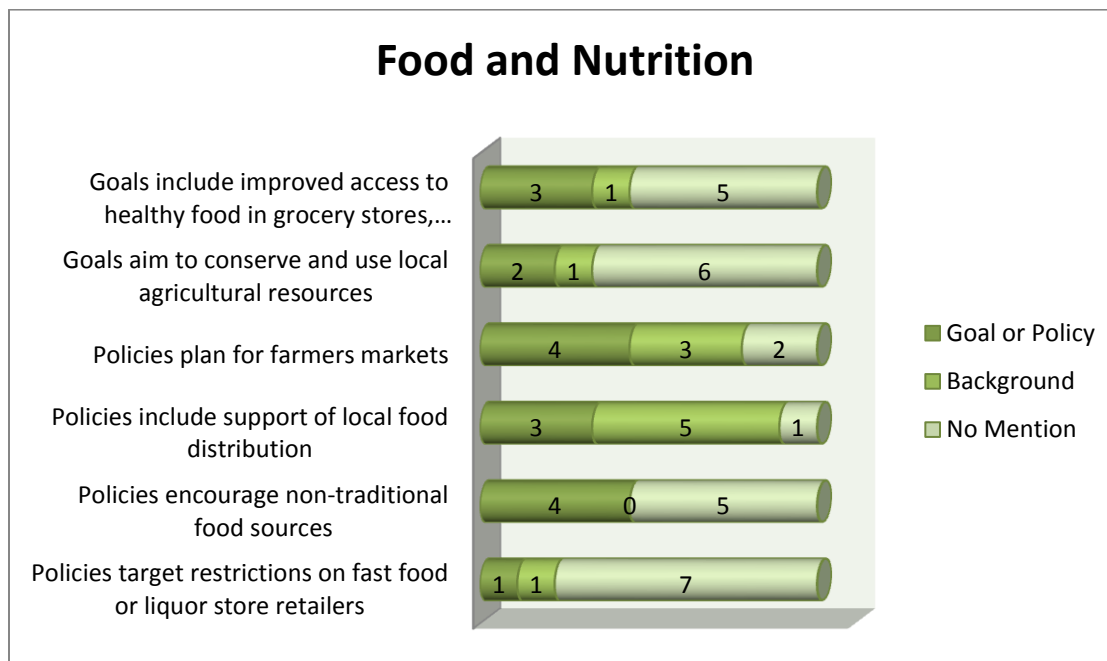 Food and Nutrition
Goals include improved access to
healthy food in grocery stores,…
3 1 5
Goals aim to conserve and use local
agricultural resources
2 1 6
Policies plan for farmers markets
4 3 2
Policies include support of local food
distribution
3 5 1
Policies encourage non-traditional
food sources
4 0 5
Policies target restrictions on fast food
or liquor store retailers
1 1 7
Goal or Policy
Background
No Mention